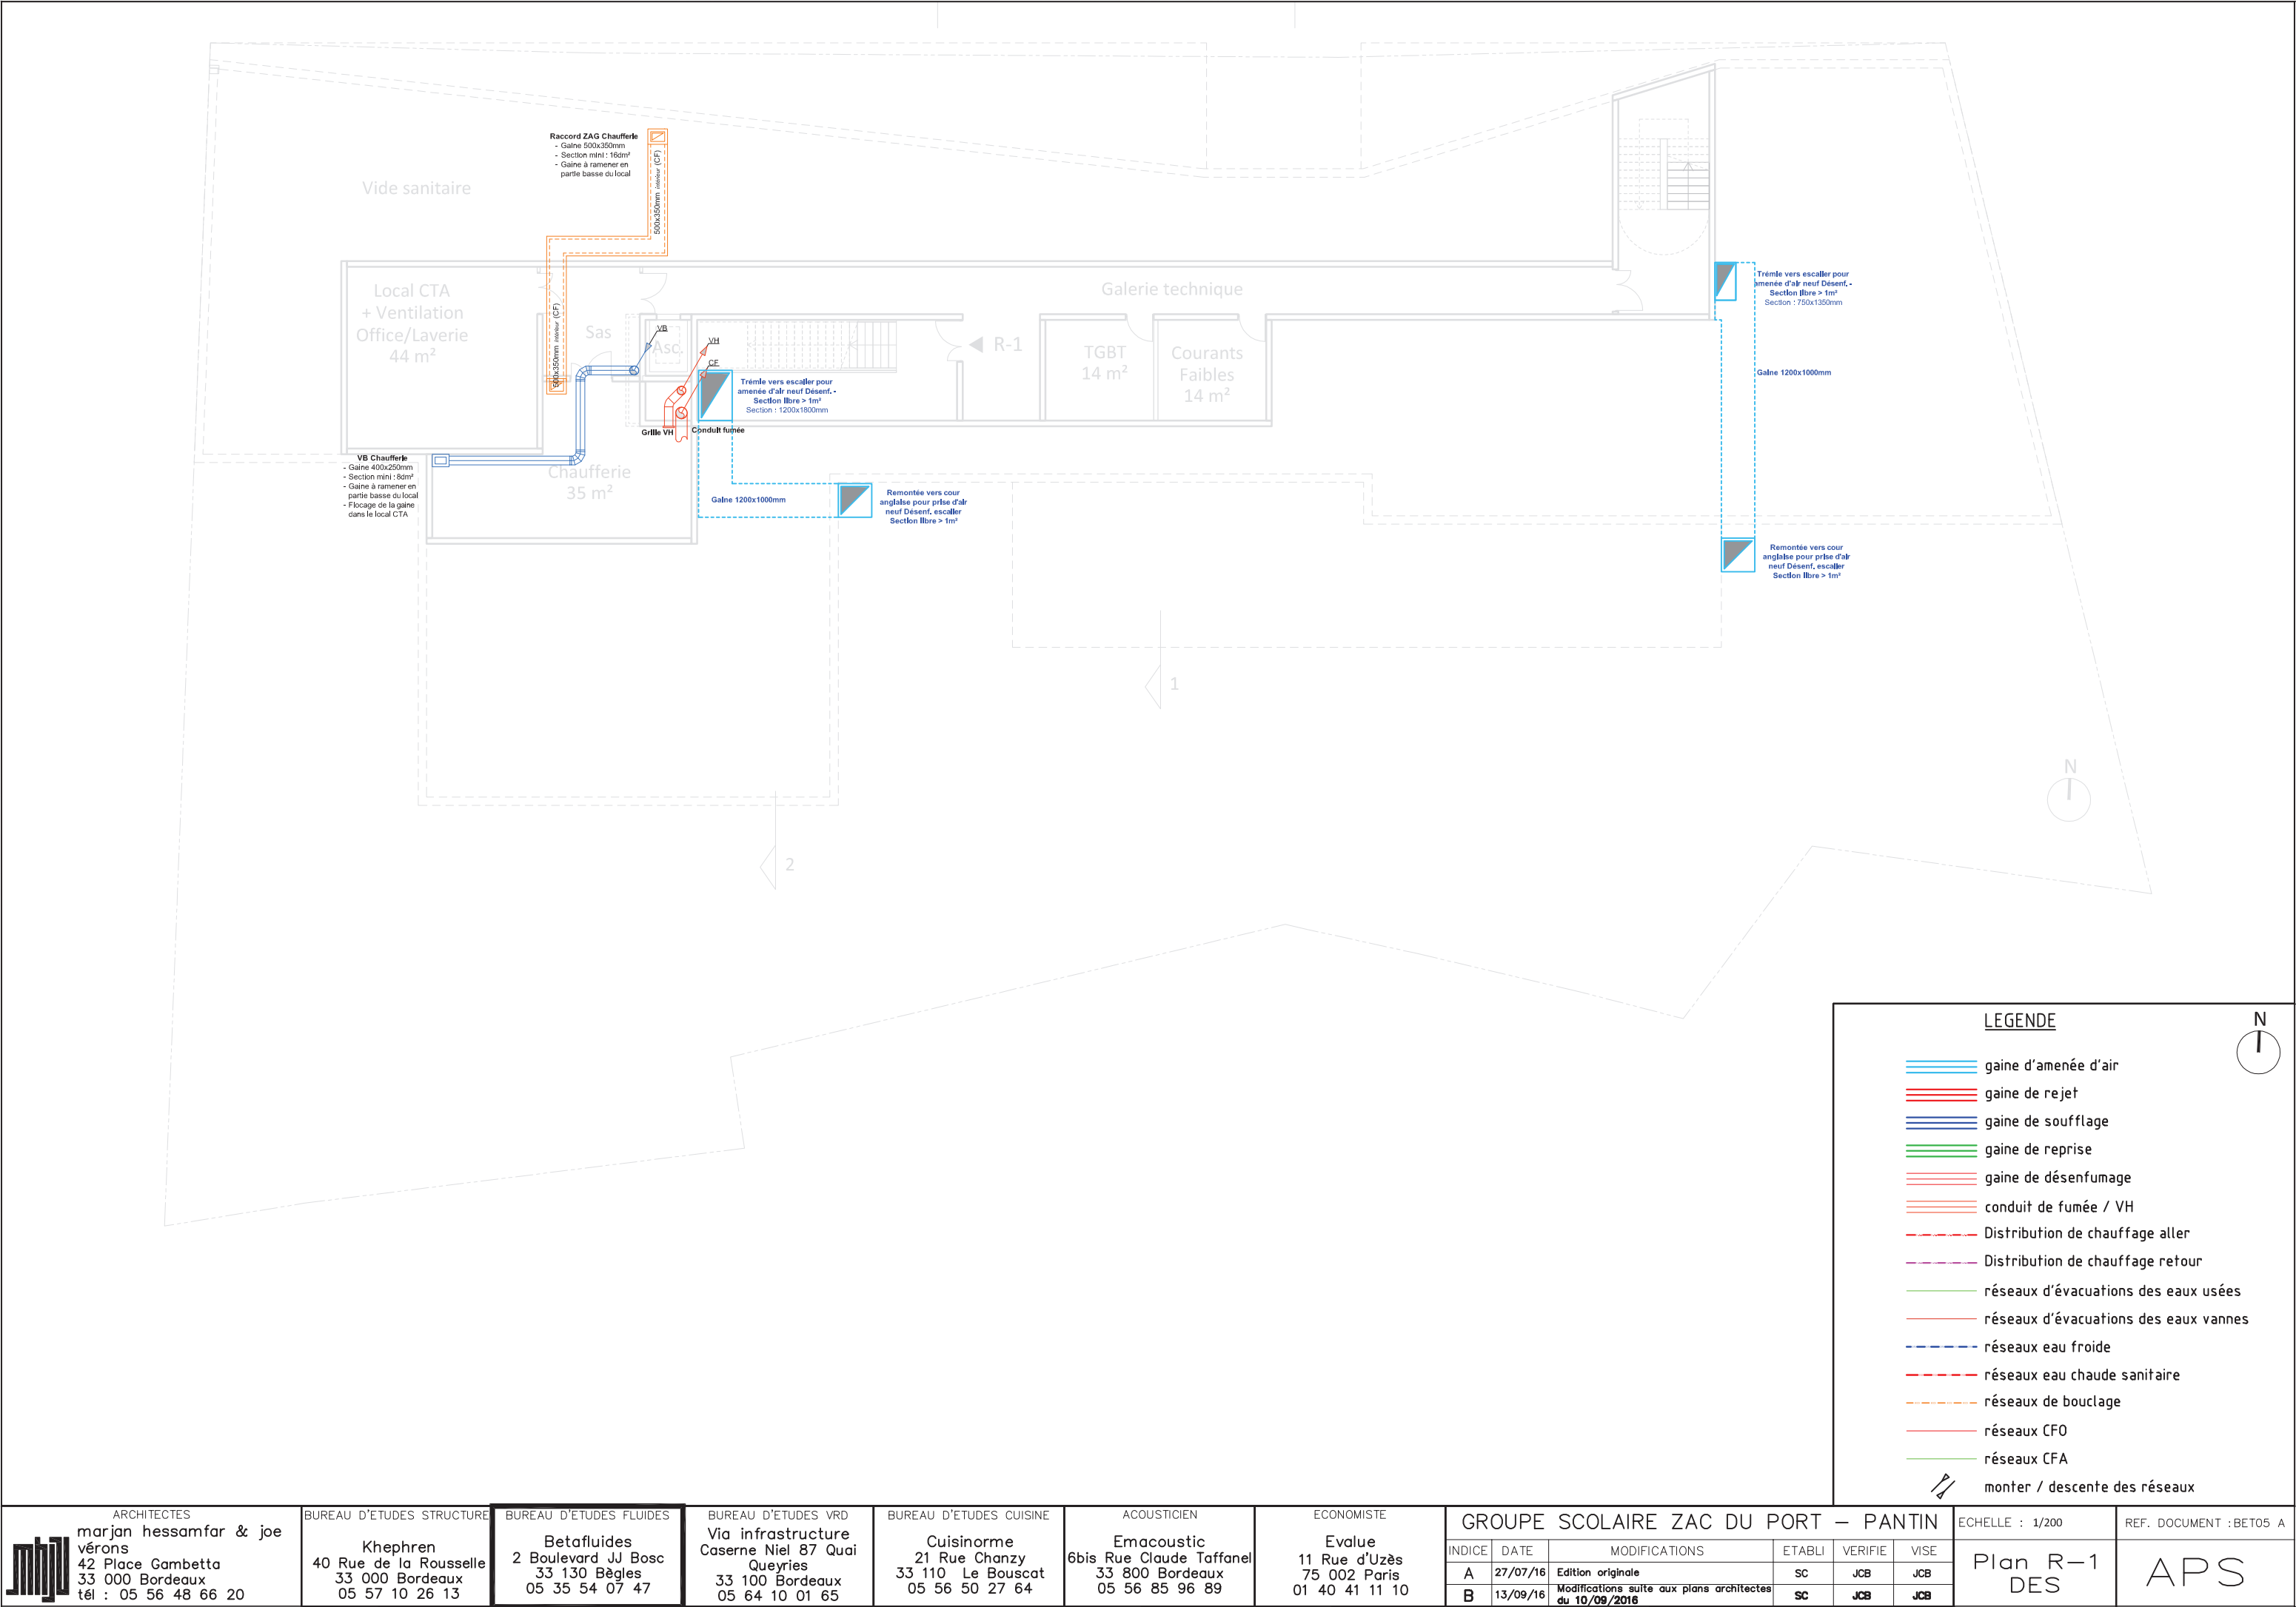 Raccord ZAG Chaufferie
- Gaine 500x350mm
- Section mini : 16dm²
- Gaine à ramener en
partie basse du local
500x350mm intérieur (CF)
Vide sanitaire
Local CTA
+ Ventilation
Office/Laverie
44 m²
500x350mm intérieur (CF)
Sas
VB
Asc.
VH
CF
Galerie technique
R-1
TGBT
14 m²
Courants
Faibles
14 m²
Trémie vers escalier pour
amenée d'air neuf Désenf. -
Section libre > 1m²
Section : 750x1350mm
Gaine 1200x1000mm
Trémie vers escalier pour
amenée d'air neuf Désenf. -
Section libre > 1m²
Section : 1200x1800mm
Grille VH
Conduit fumée
VB Chaufferie
- Gaine 400x250mm
- Section mini : 8dm²
- Gaine à ramener en
partie basse du local
- Flocage de la gaine
dans le local CTA
Chaufferie
35 m²
Gaine 1200x1000mm
Remontée vers cour
anglaise pour prise d'air
neuf Désenf. escalier
Section libre > 1m²
Remontée vers cour
anglaise pour prise d'air
neuf Désenf. escalier
Section libre > 1m²
1
2
N
LEGENDE
N
gaine d'amenée d'air
gaine de rejet
gaine de soufflage
gaine de reprise
gaine de désenfumage
conduit de fumée / VH
Distribution de chauffage aller
Distribution de chauffage retour
réseaux d'évacuations des eaux usées
réseaux d'évacuations des eaux vannes
réseaux eau froide
réseaux eau chaude sanitaire
réseaux de bouclage
réseaux CFO
réseaux CFA
monter / descente des réseaux
ARCHITECTES
marjan hessamfar & joe
vérons
42 Place Gambetta
33 000 Bordeaux
tél : 05 56 48 66 20
BUREAU D'ETUDES STRUCTURE
Khephren
40 Rue de la Rousselle
33 000 Bordeaux
05 57 10 26 13
BUREAU D'ETUDES FLUIDES
Betafluides
2 Boulevard JJ Bosc
33 130 Bègles
05 35 54 07 47
BUREAU D'ETUDES VRD
Via infrastructure
Caserne Niel 87 Quai
Queyries
33 100 Bordeaux
05 64 10 01 65
BUREAU D'ETUDES CUISINE
Cuisinorme
21 Rue Chanzy
33 110 Le Bouscat
05 56 50 27 64
ACOUSTICIEN
Emacoustic
6bis Rue Claude Taffanel
33 800 Bordeaux
05 56 85 96 89
ECONOMISTE
Evalue
11 Rue d'Uzès
75 002 Paris
01 40 41 11 10
GROUPE SCOLAIRE ZAC DU PORT – PANTIN
INDICE DATE MODIFICATIONS ETABLI VERIFIE VISE
A 27/07/16 Edition originale SC JCB JCB
B 13/09/16 Modifications suite aux plans architectes
du 10/09/2016 SC JCB JCB
ECHELLE : 1/200
Plan R-1
DES
REF. DOCUMENT :BET05 A
APS